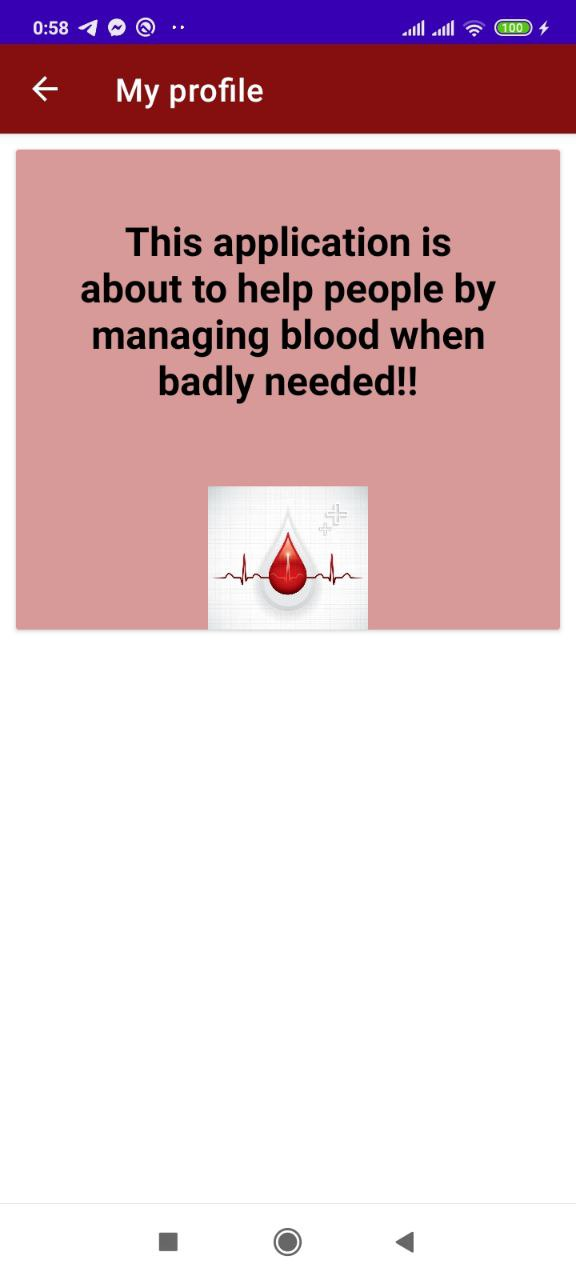 0:58
100
My profile
This application is
about to help people by
managing blood when
badly needed!!